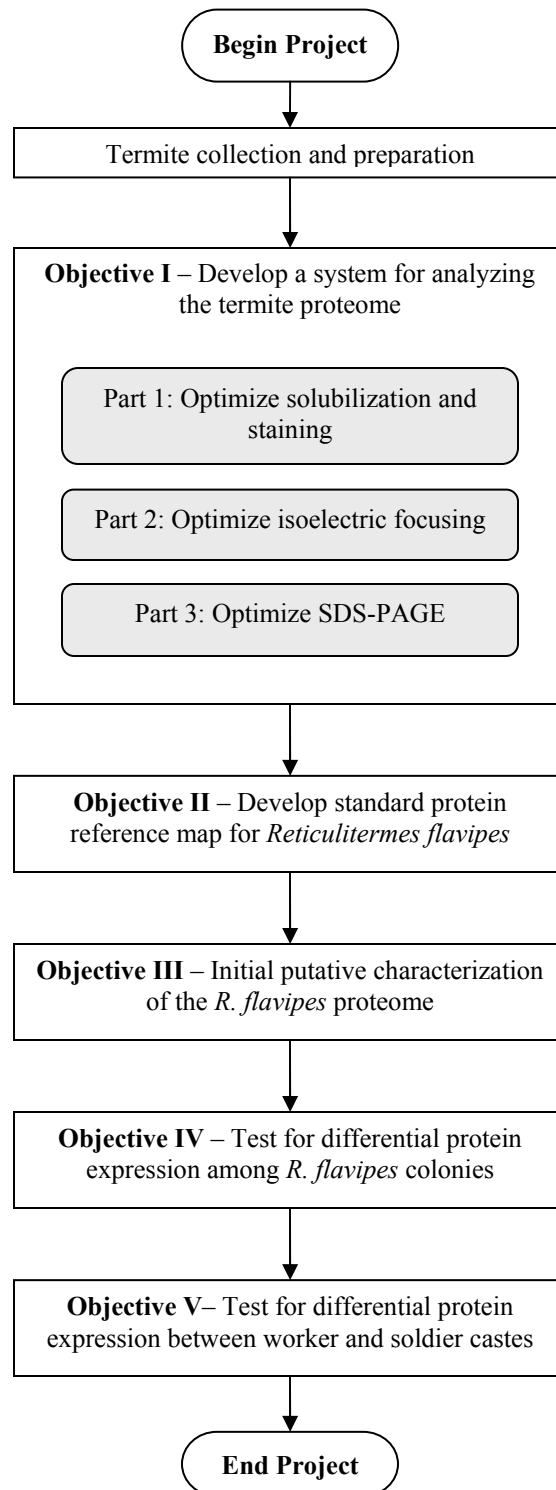 Begin Project
Termite collection and preparation
Objective I – Develop a system for analyzing
the termite proteome
Part 1: Optimize solubilization and
staining
Part 2: Optimize isoelectric focusing
Part 3: Optimize SDS-PAGE
Objective II – Develop standard protein
reference map for Reticulitermes flavipes
Objective III – Initial putative characterization
of the R. flavipes proteome
Objective IV – Test for differential protein
expression among R. flavipes colonies
Objective V– Test for differential protein
expression between worker and soldier castes
End Project